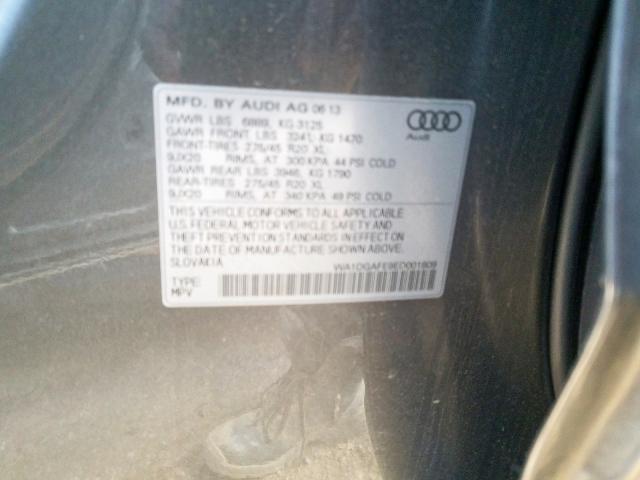 MFD. BY AUDI AG 06 13
GVWR LBS 6889, KG 3125
GAWR FRONT LBS 3241, KG 1470
FRONT-TIRES 275/45 R20 XL
9JX20 RIMS, AT 300 KPA, 44 PSI COLD
GAWR REAR LBS 3946, KG 1790
REAR-TIRES 275/45 R20 XL
9JX20 RIMS, AT 340 KPA, 49 PSI COLD
Audi
THIS VEHICLE CONFORMS TO ALL APPLICABLE
U.S. FEDERAL MOTOR VEHICLE SAFETY AND
THEFT PREVENTION STANDARDS IN EFFECT ON
THE DATE OF MANUFACTURE SHOWN ABOVE.
SLOVAKIA
TYPE:
MPV